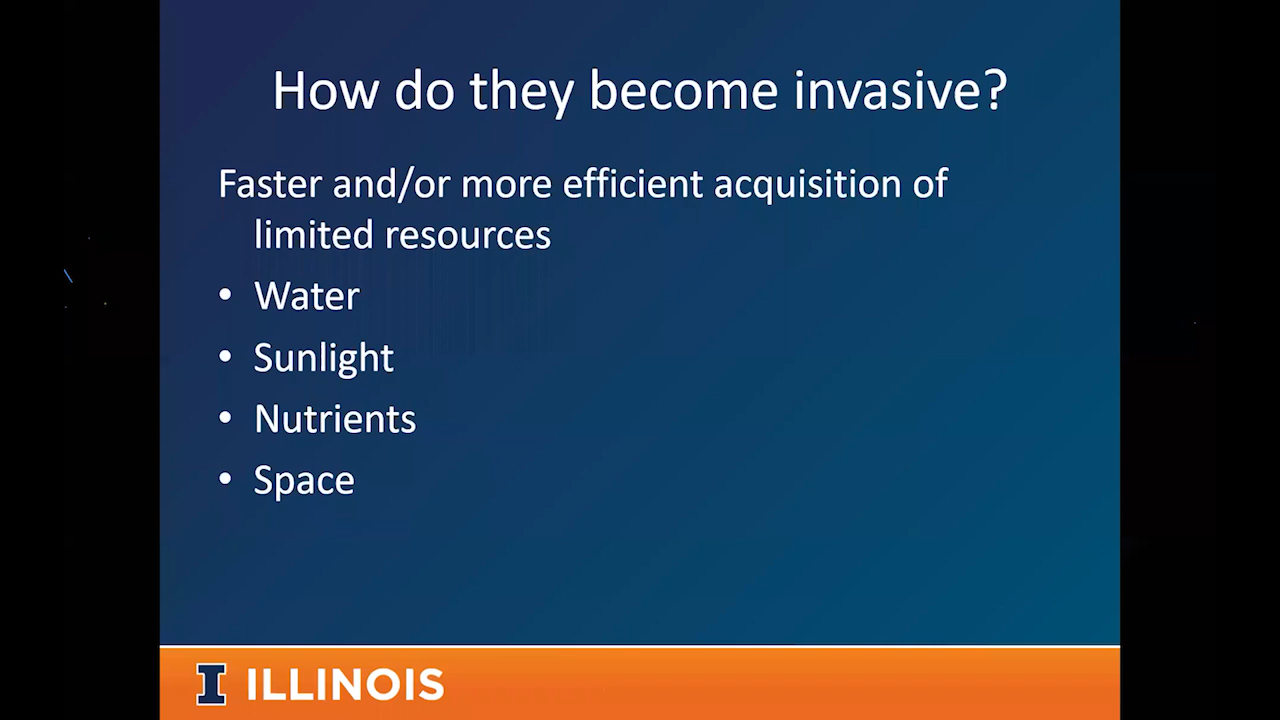 How do they become invasive?
Faster and/or more efficient acquisition of
limited resources
• Water
• Sunlight
• Nutrients
• Space
I ILLINOIS